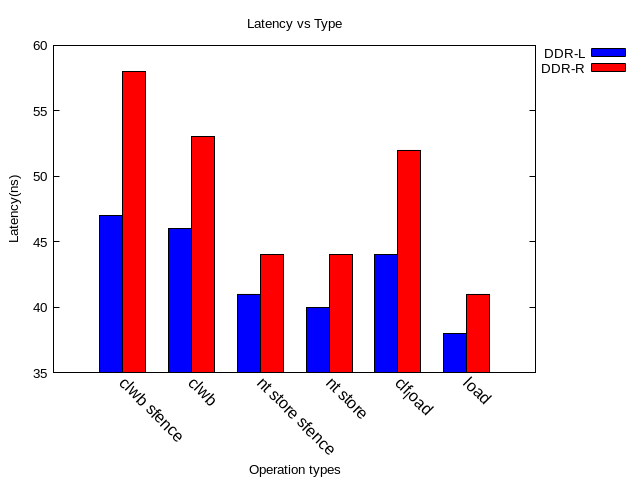 Latency vs Type
DDR-L
DDR-R
60
55
50
45
40
35
Latency(ns)
clwb sfence
clwb
nt store sfence
nt store
load
Operation types